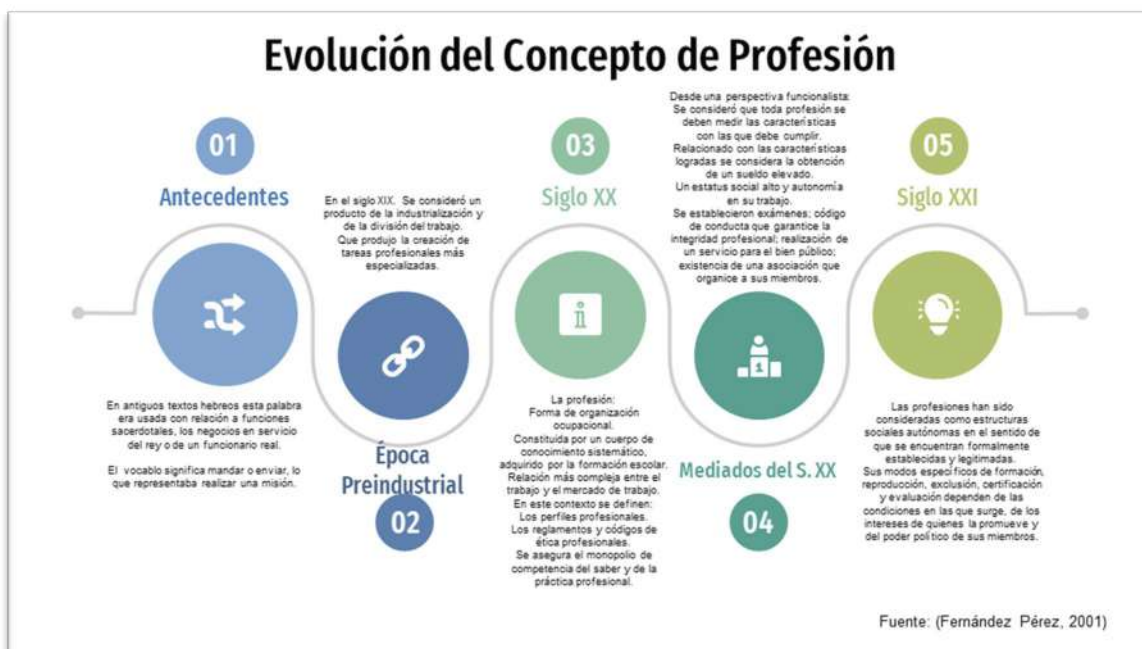 Evolución del Concepto de Profesión
01
Antecedentes
En antiguos textos hebreos esta palabra
era usada con relación a funciones
sacerdotales, los negocios en servicio
del rey o de un funcionario real.
El vocablo significa mandar o enviar, lo
que representaba realizar una misión.
En el siglo XIX. Se consideró un
producto de la industrialización y
de la división del trabajo.
Que produjo la creación de
tareas profesionales más
especializadas.
Época
Preindustrial
02
03
Siglo XX
La profesión:
Forma de organización
ocupacional.
Constituida por un cuerpo de
conocimiento sistemático,
adquirido por la formación escolar.
Relación más compleja entre el
trabajo y el mercado de trabajo.
En este contexto se definen:
Los perfiles profesionales.
Los reglamentos y códigos de
ética profesionales.
Se asegura el monopolio de
competencia del saber y de la
práctica profesional.
Desde una perspectiva funcionalista:
Se consideró que toda profesión se
deben medir las características
con las que debe cumplir.
Relacionado con las características
logradas se considera la obtención
de un sueldo elevado.
Un estatus social alto y autonomía
en su trabajo.
Se establecieron exámenes; código
de conducta que garantice la
integridad profesional; realización de
un servicio para el bien público;
existencia de una asociación que
organice a sus miembros.
1
Mediados del S. XX
04
05
Siglo XXI
Las profesiones han sido
consideradas como estructuras
sociales autónomas en el sentido de
que se encuentran formalmente
establecidas y legitimadas.
Sus modos específicos de formación,
reproducción, exclusión, certificación
y evaluación dependen de las
condiciones en las que surge, de los
intereses de quienes la promueve y
del poder político de sus miembros.
Fuente: (Fernández Pérez, 2001)